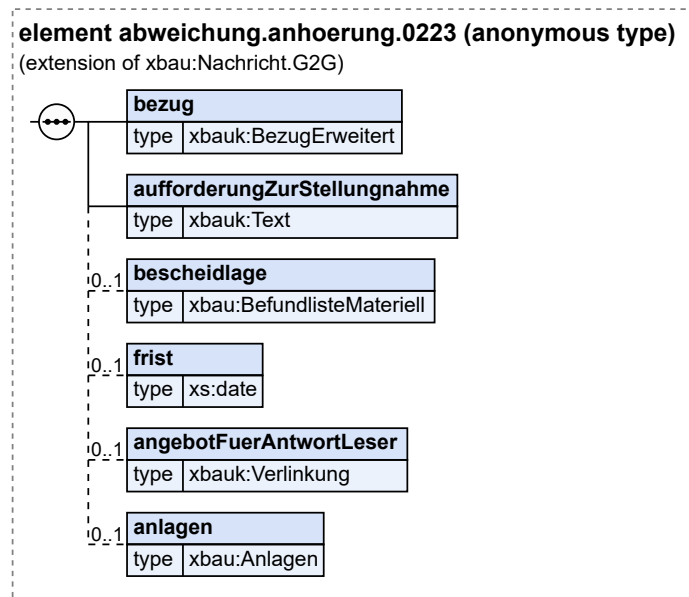 element abweichung.anhoerung.0223 (anonymous type)
(extension of xbau:Nachricht.G2G)
bezug
type xbauk:BezugErweitert
aufforderungZurStellungnahme
type xbauk:Text
0..1 bescheidlage
type xbau:BefundlisteMateriell
0..1 frist
type xs:date
0..1 angebotFuerAntwortLeser
type xbauk:Verlinkung
0..1 anlagen
type xbau:Anlagen